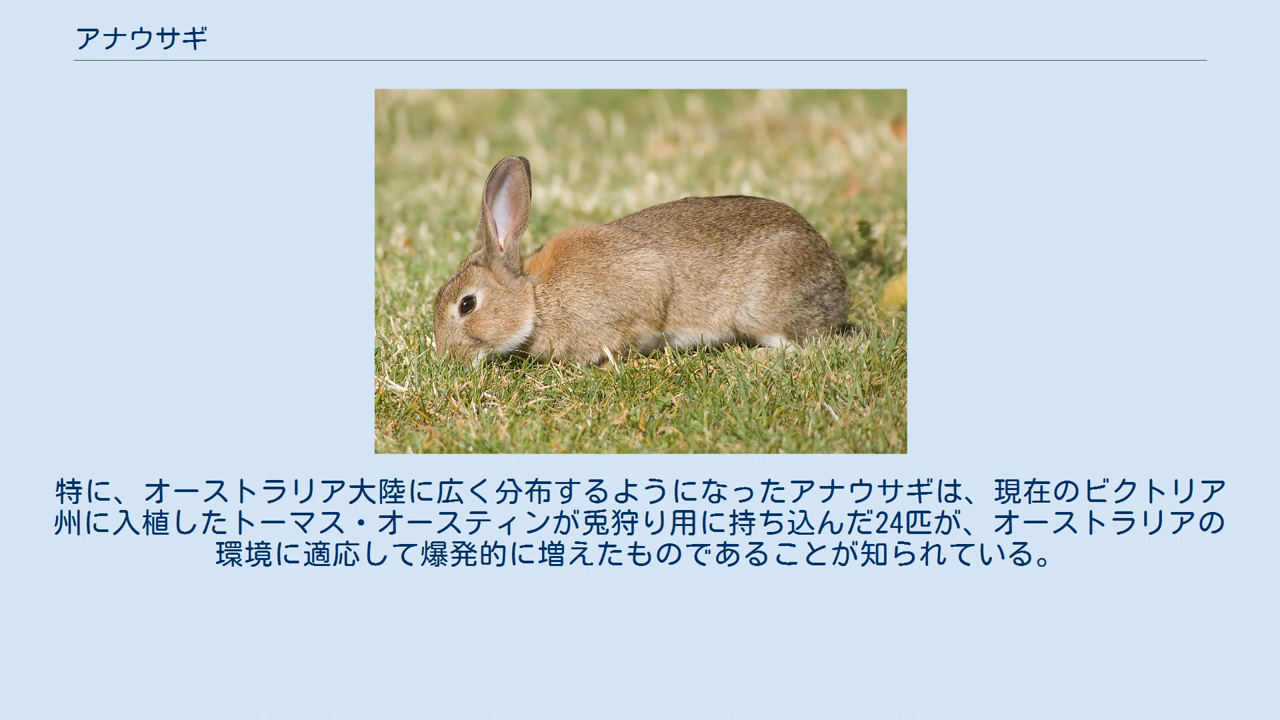 アナウサギ
特に、オーストラリア大陸に広く分布するようになったアナウサギは、現在のビクトリア
州に入植したトーマス・オースティンが兎狩り用に持ち込んだ24匹が、オーストラリアの
環境に適応して爆発的に増えたものであることが知られている。